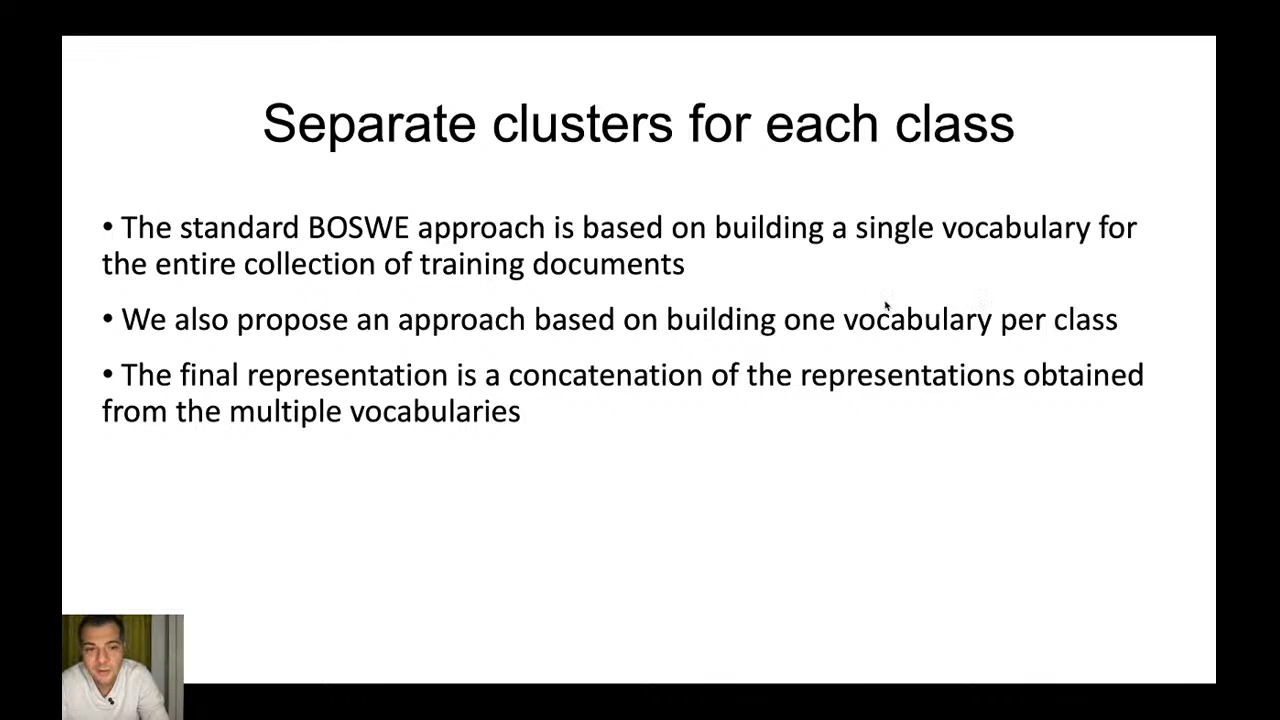 Separate clusters for each class
• The standard BOSWE approach is based on building a single vocabulary for
the entire collection of training documents
• We also propose an approach based on building one vocabulary per class
• The final representation is a concatenation of the representations obtained
from the multiple vocabularies